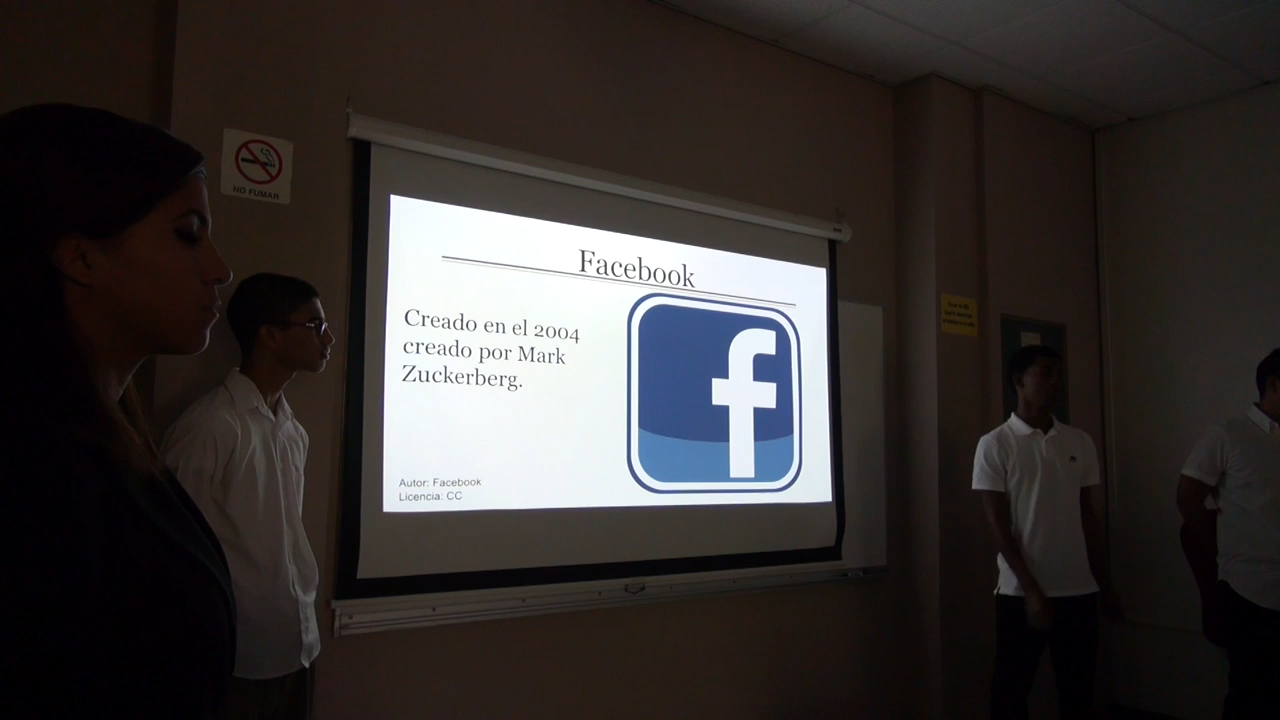 NO FUMAR
Facebook
Creado en el 2004
creado por Mark
Zuckerberg.
Autor: Facebook
Licencia: CC